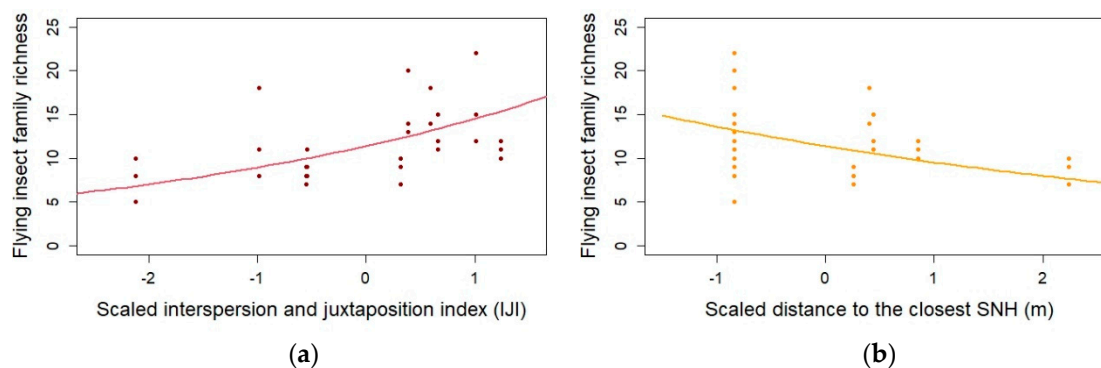 Flying insect family richness
25
20
15
10
5
0
-2 -1 0 1
Scaled interspersion and juxtaposition index (IJI)
(a)
Flying insect family richness
25
20
15
10
5
0
-1 0 1 2
Scaled distance to the closest SNH (m)
(b)